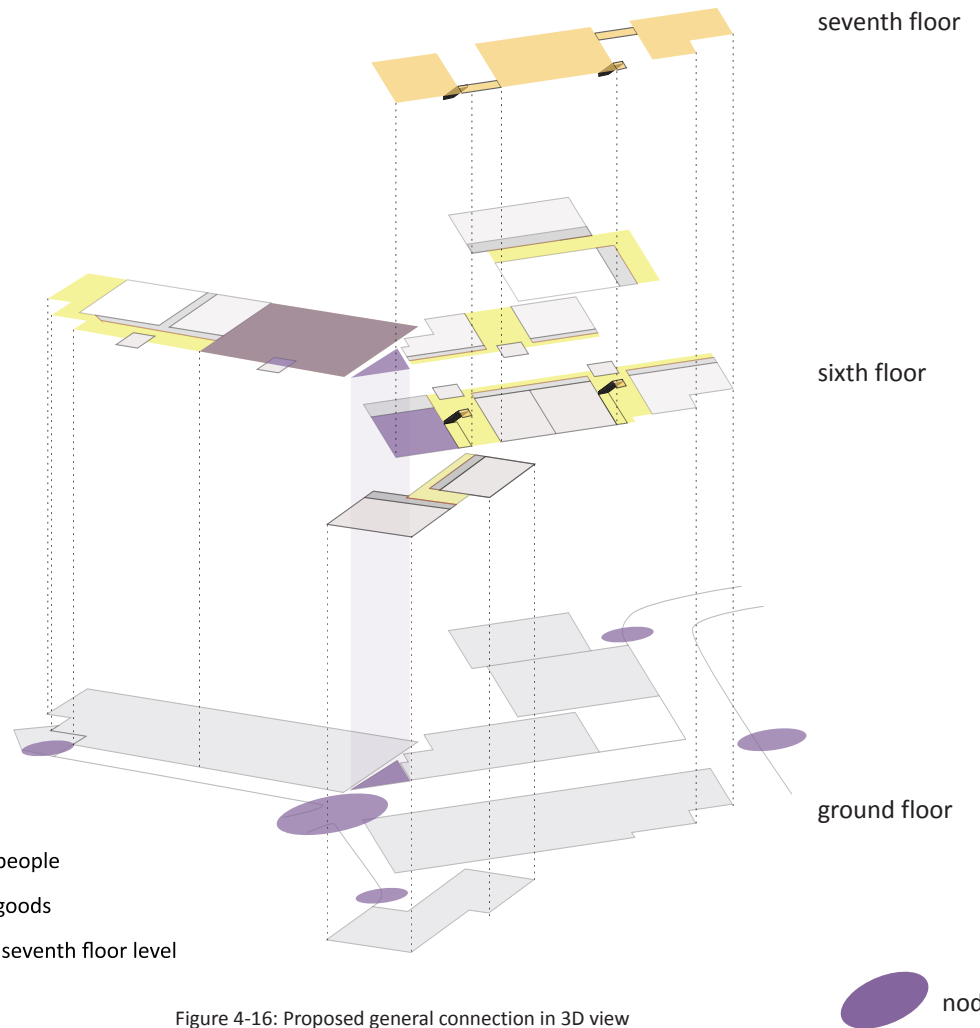 seventh floor
sixth floor
ground floor
people
goods
seventh floor level
nod
Figure 4-16: Proposed general connection in 3D view